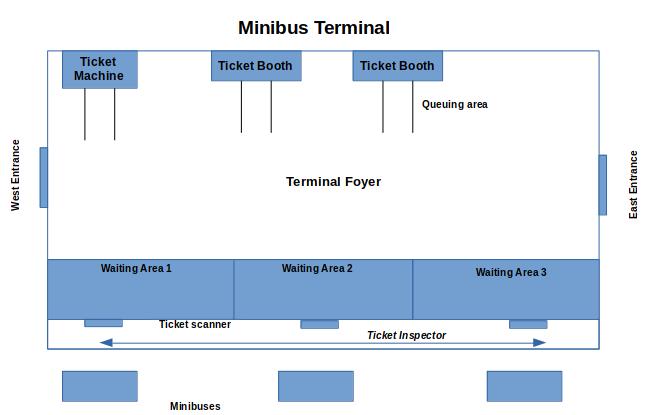 Minibus Terminal
Ticket
Machine
Ticket Booth
Ticket Booth
Queuing area
West Entrance
Terminal Foyer
East Entrance
Waiting Area 1
Waiting Area 2
Waiting Area 3
Ticket scanner
Ticket Inspector
Minibuses